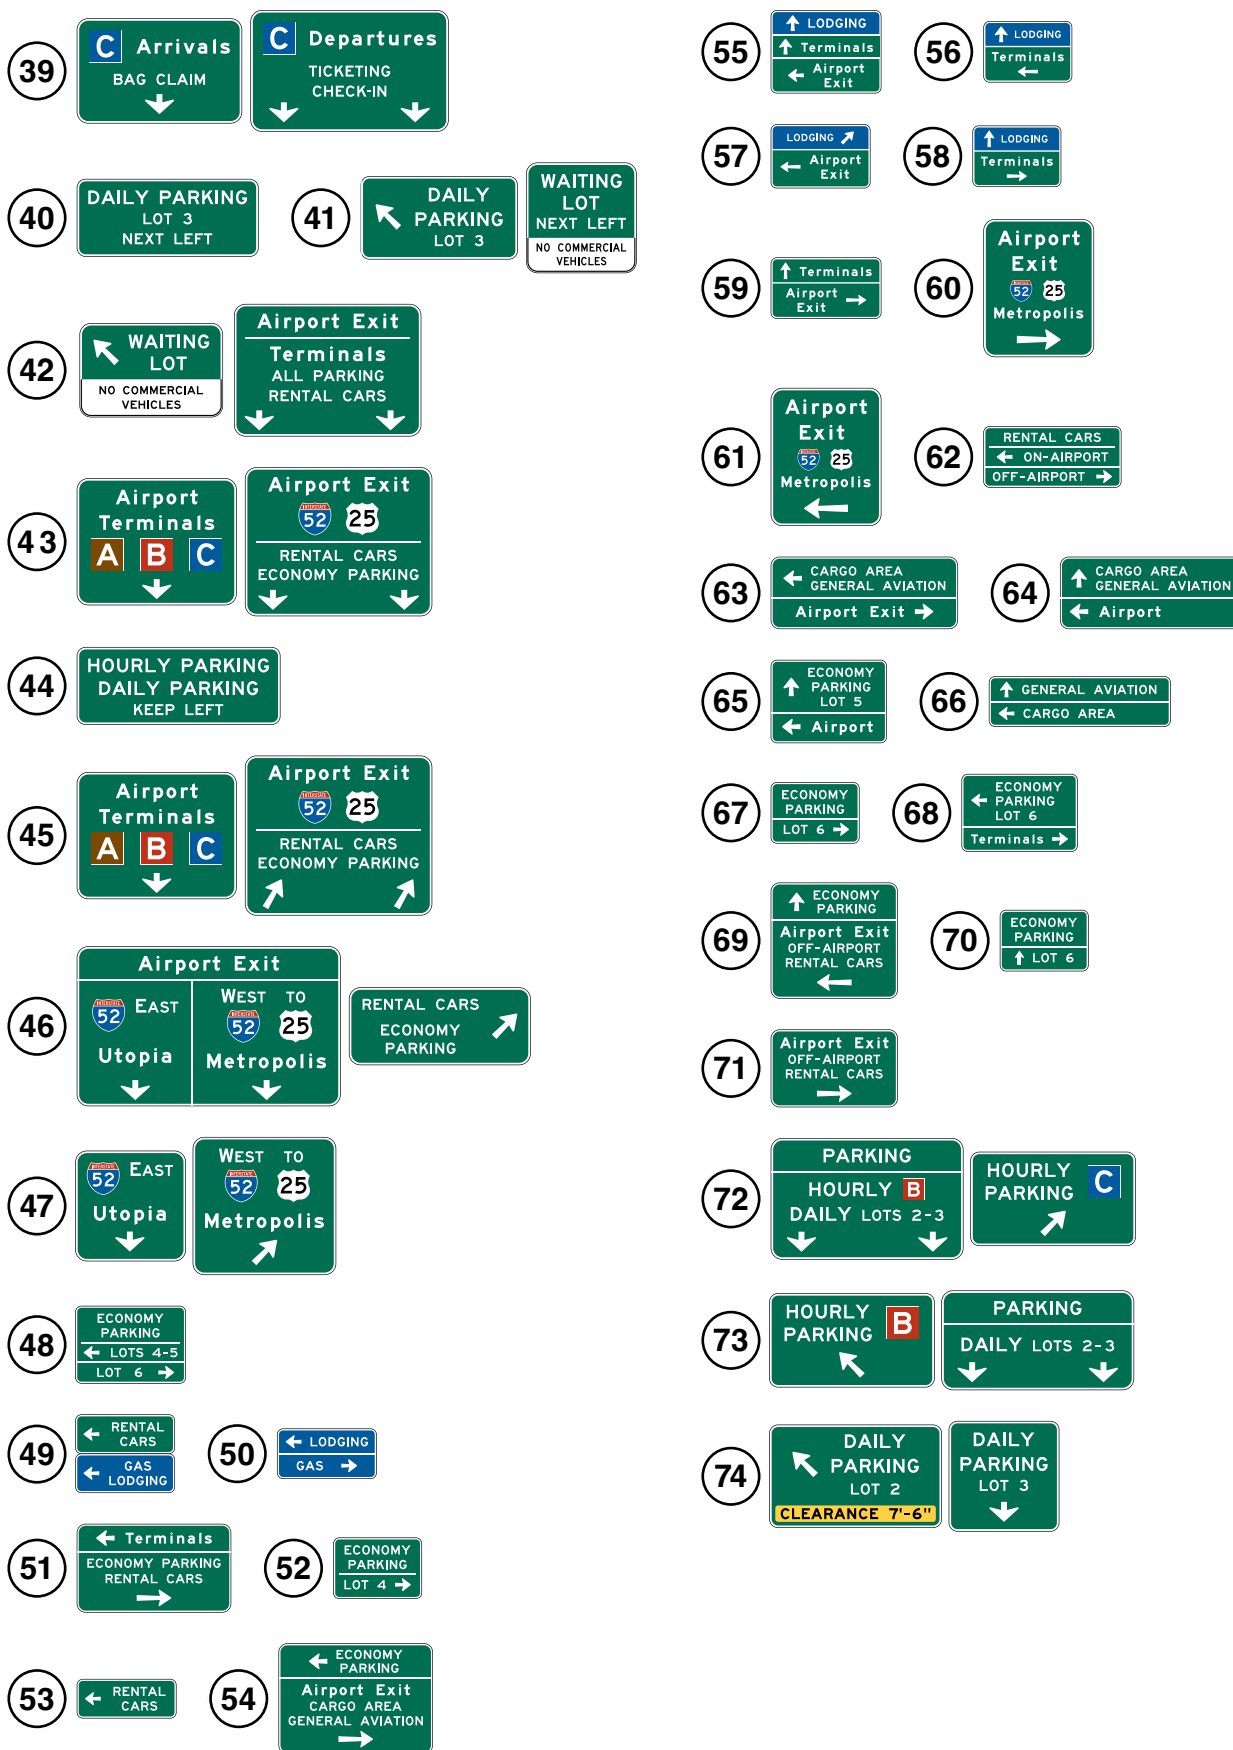 39
C Arrivals
BAG CLAIM
C Departures
TICKETING
CHECK-IN
40
DAILY PARKING
LOT 3
NEXT LEFT
41
DAILY
PARKING
LOT 3
WAITING
LOT
NEXT LEFT
NO COMMERCIAL
VEHICLES
42
WAITING
LOT
NO COMMERCIAL
VEHICLES
Airport Exit
Terminals
ALL PARKING
RENTAL CARS
43
Airport
Terminals
A B C
Airport Exit
INTERSTATE
52 25
RENTAL CARS
ECONOMY PARKING
44
HOURLY PARKING
DAILY PARKING
KEEP LEFT
45
Airport
Terminals
A B C
Airport Exit
INTERSTATE
52 25
RENTAL CARS
ECONOMY PARKING
46
Airport Exit
INTERSTATE
52 EAST
Utopia
WEST TO
INTERSTATE
52 25
Metropolis
RENTAL CARS
ECONOMY
PARKING
47
INTERSTATE
52 EAST
Utopia
WEST TO
INTERSTATE
52 25
Metropolis
48
ECONOMY
PARKING
LOTS 4-5
LOT 6
49
RENTAL
CARS
GAS
LODGING
50
LODGING
GAS
51
Terminals
ECONOMY PARKING
RENTAL CARS
52
ECONOMY
PARKING
LOT 4
53
RENTAL
CARS
54
ECONOMY
PARKING
Airport Exit
CARGO AREA
GENERAL AVIATION
55
LODGING
Terminals
Airport
Exit
56
LODGING
Terminals
57
LODGING
Airport
Exit
58
LODGING
Terminals
59
Terminals
Airport
Exit
60
Airport
Exit
52 25
Metropolis
61
Airport
Exit
52 25
Metropolis
62
RENTAL CARS
ON-AIRPORT
OFF-AIRPORT
63
CARGO AREA
GENERAL AVIATION
Airport Exit
64
CARGO AREA
GENERAL AVIATION
Airport
65
ECONOMY
PARKING
LOT 5
Airport
66
GENERAL AVIATION
CARGO AREA
67
ECONOMY
PARKING
LOT 6
68
ECONOMY
PARKING
LOT 6
Terminals
69
ECONOMY
PARKING
Airport Exit
OFF-AIRPORT
RENTAL CARS
70
ECONOMY
PARKING
LOT 6
71
Airport Exit
OFF-AIRPORT
RENTAL CARS
72
PARKING
HOURLY B
DAILY LOTS 2-3
HOURLY
PARKING C
73
HOURLY
PARKING B
PARKING
DAILY LOTS 2-3
74
DAILY
PARKING
LOT 2
CLEARANCE 7'-6"
DAILY
PARKING
LOT 3